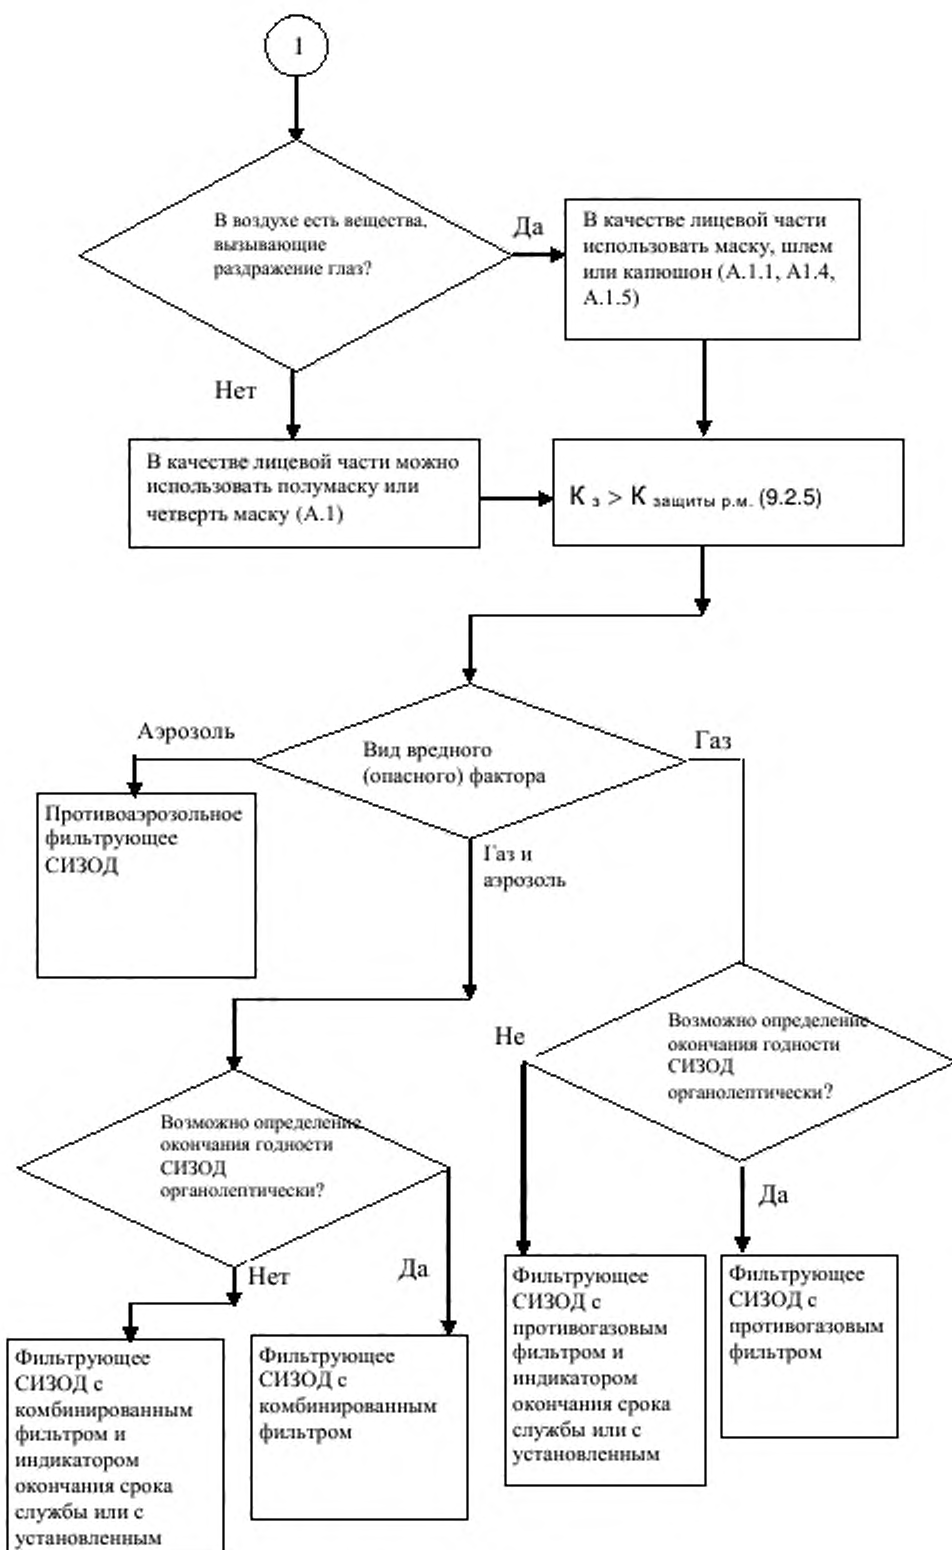 1
В воздухе есть вещества,
вызывающие
раздражение глаз?
Да
В качестве лицевой части
использовать маску, шлем
или капюшон (А.1.1, А1.4,
А.1.5)
Нет
В качестве лицевой части можно
использовать полумаску или
четверть маску (А.1)
К з > К защиты р.м. (9.2.5)
Аэрозоль
Вид вредного
(опасного) фактора
Газ
Противоаэрозольное
фильтрующее
СИЗОД
Газ и
аэрозоль
Не
Возможно определение
окончания годности
СИЗОД
органолептически?
Возможно определение
окончания годности
СИЗОД
органолептически?
Да
Нет
Да
Фильтрующее
СИЗОД с
комбинированным
фильтром и
индикатором
окончания срока
службы или с
установленным
Фильтрующее
СИЗОД с
комбинированным
фильтром
Фильтрующее
СИЗОД с
противогазовым
фильтром и
индикатором
окончания срока
службы или с
установленным
Фильтрующее
СИЗОД с
противогазовым
фильтром